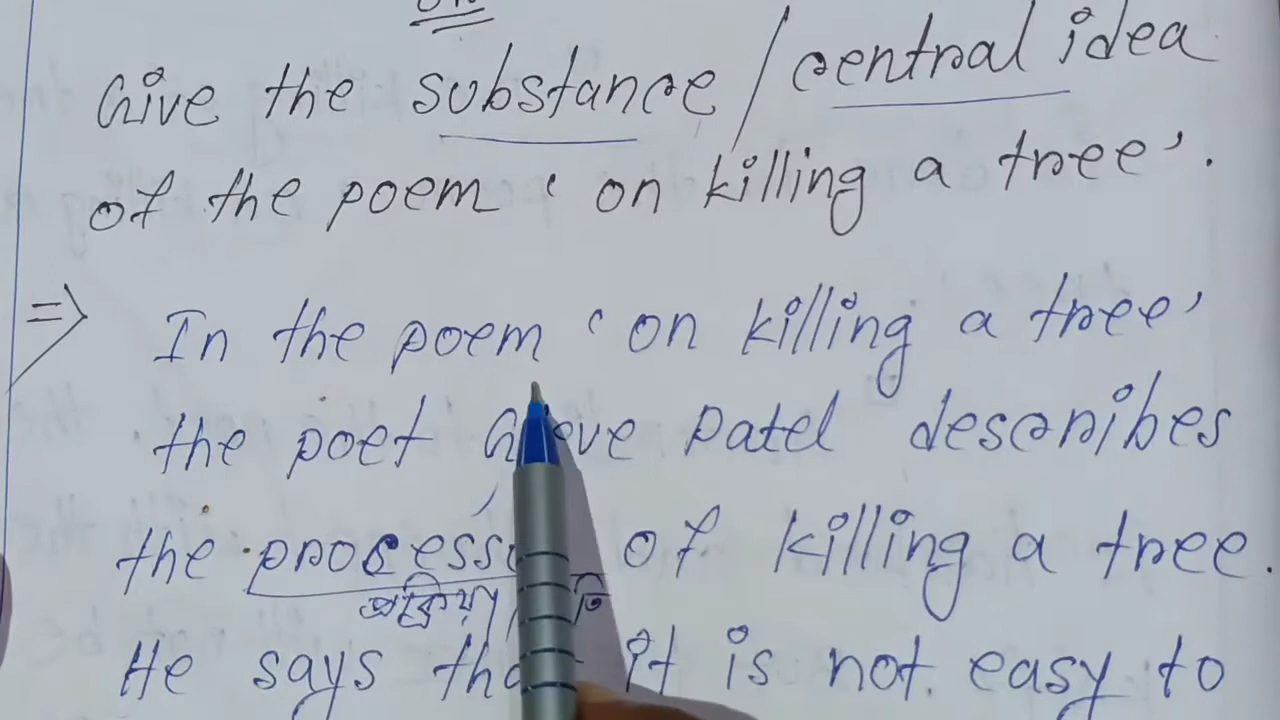 Give the substance / central idea
of the poem ‘ on killing a tree’.
=> In the poem ‘ on killing a tree’
the poet Gieve Patel describes
the process of killing a tree.
প্রক্রিয়া
He says that it is not easy to